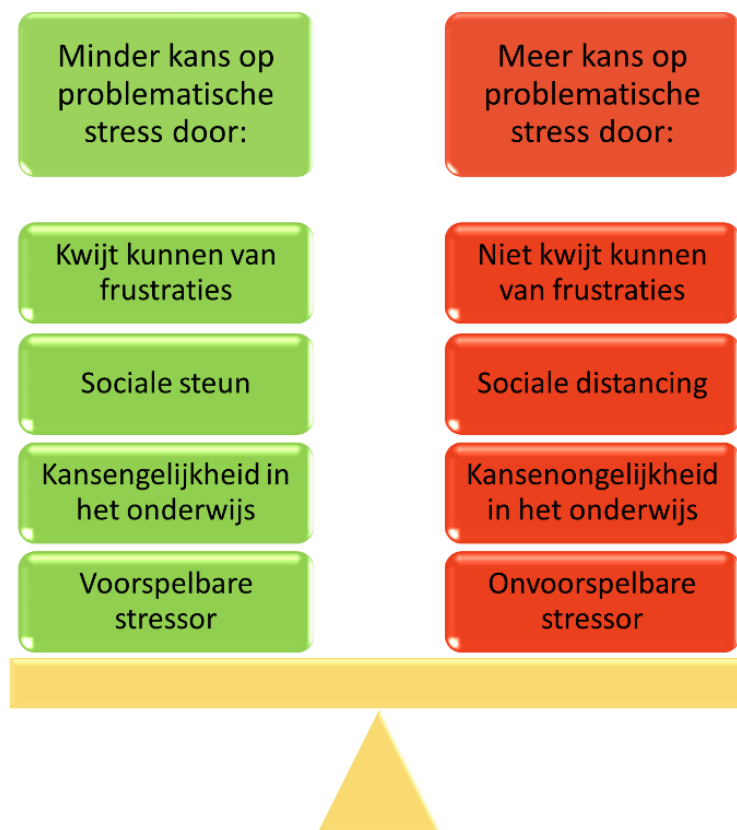 Minder kans op
problematische
stress door:
Kwijt kunnen van
frustraties
Sociale steun
Kansengelijkheid in
het onderwijs
Voorspelbare
stressor
Meer kans op
problematische
stress door:
Niet kwijt kunnen
van frustraties
Sociale distancing
Kansenongelijkheid
in het onderwijs
Onvoorspelbare
stressor